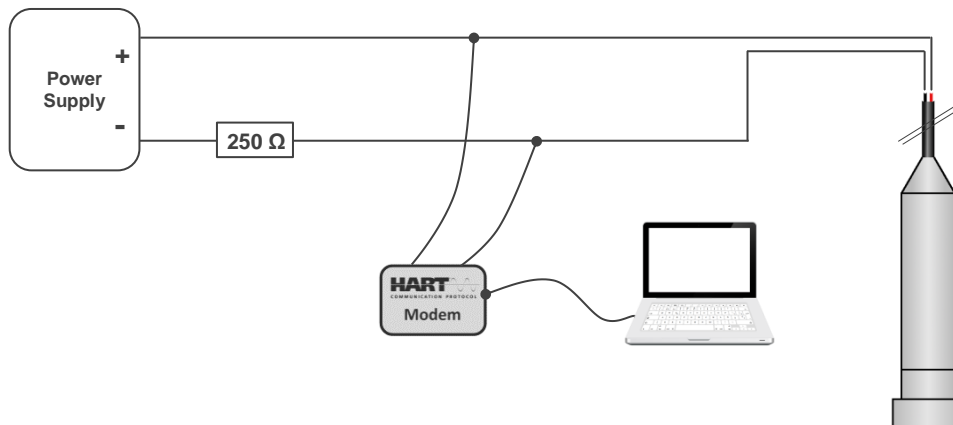 +
Power
Supply
-
250 Ω
HART
COMMUNICATION PROTOCOL
Modem